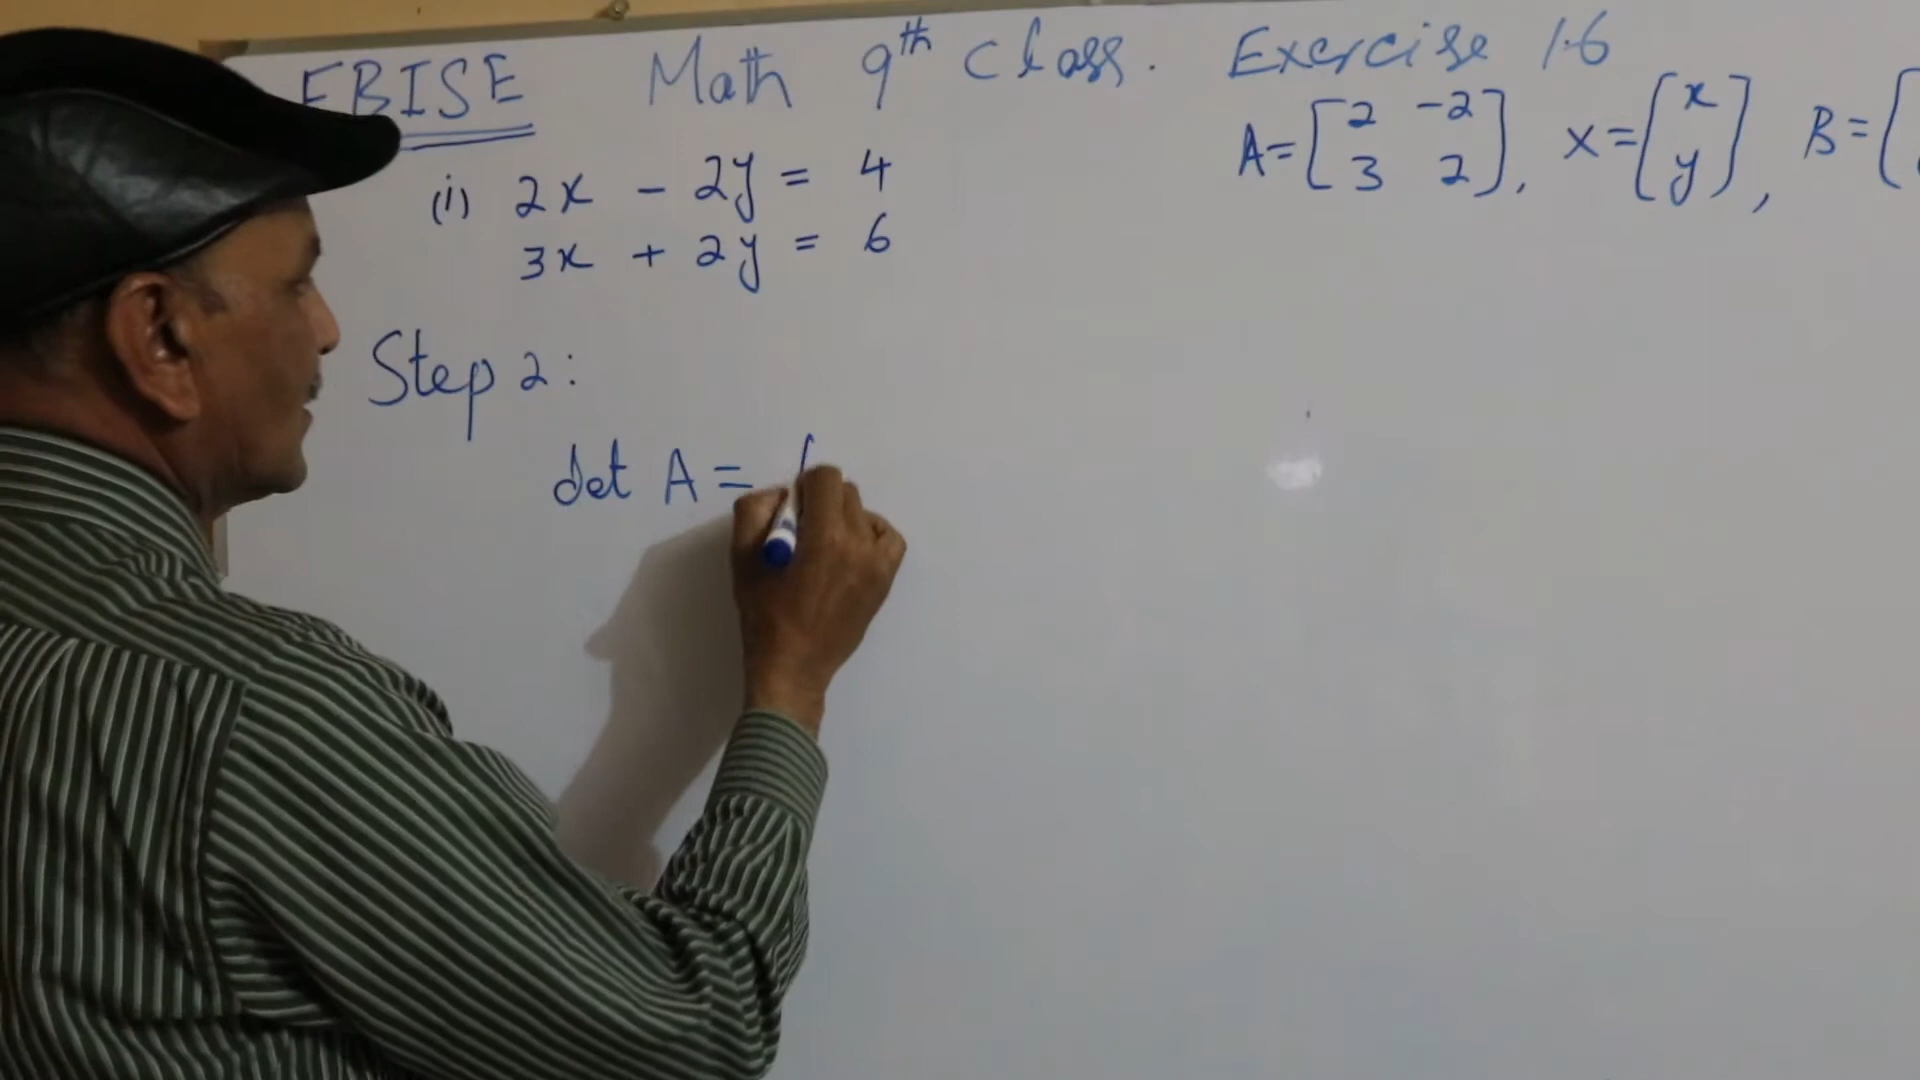 FBISE Math 9th class. Exercise 1.6
A = [2 -2
3 2], X = [x
y], B = [
(i) 2x - 2y = 4
3x + 2y = 6
Step 2:
det A =